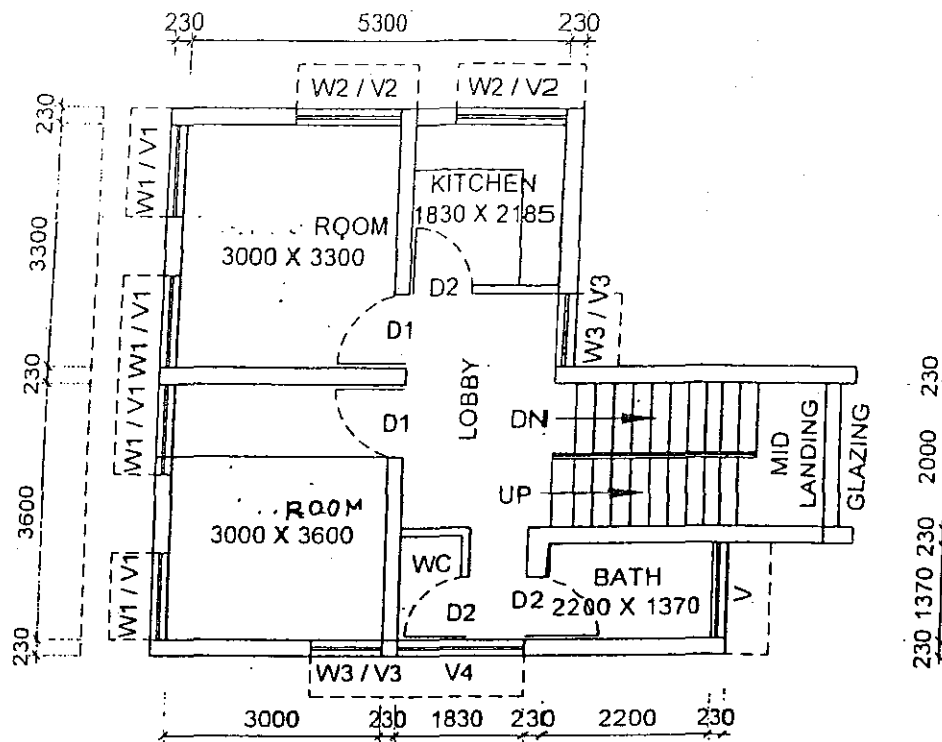 230 5300 230
W2 / V2 W2 / V2
230
W1 / V1
KITCHEN
1830 X 2185
ROOM
3000 X 3300
3300
D2
D1
W3 / V3
W1 / V1
230
230
LOBBY
D1
DN
MID
LANDING
GLAZING
2000
W1 / V1
UP
ROOM
3000 X 3600
3600
230
WC
BATH
2200 X 1370
1370
W1 / V1
D2
D2
V
230
230
W3 / V3 V4
3000 230 1830 230 2200 230